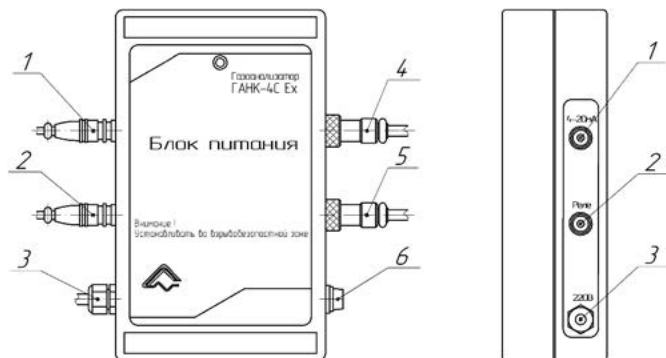 1
2
3
Газоанализатор
ГАНК-4С Ex
Блок питания
Внимание!
Устанавливать во взрывобезопасной зоне
4
5
6
4-20мА
Реле
220В
1
2
3